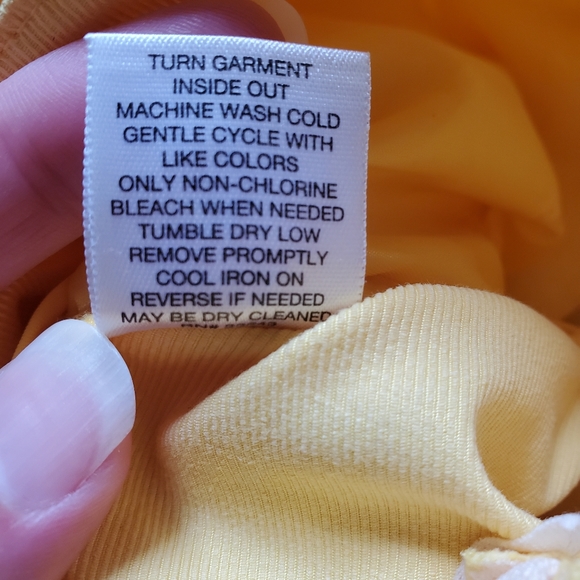 TURN GARMENT
INSIDE OUT
MACHINE WASH COLD
GENTLE CYCLE WITH
LIKE COLORS
ONLY NON-CHLORINE
BLEACH WHEN NEEDED
TUMBLE DRY LOW
REMOVE PROMPTLY
COOL IRON ON
REVERSE IF NEEDED
MAY BE DRY CLEANED
RN#